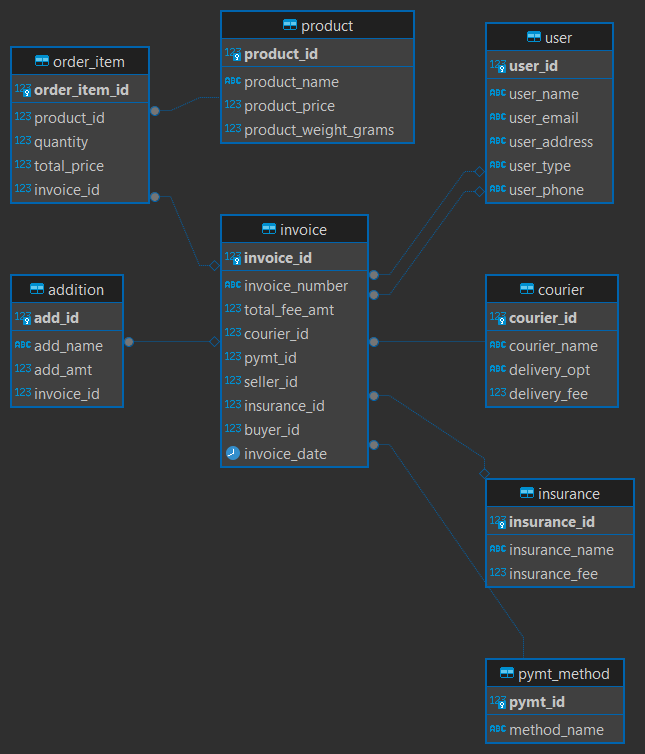 order_item
123 order_item_id
123 product_id
123 quantity
123 total_price
123 invoice_id
product
123 product_id
ABC product_name
123 product_price
123 product_weight_grams
user
123 user_id
ABC user_name
ABC user_email
ABC user_address
ABC user_type
ABC user_phone
addition
123 add_id
ABC add_name
123 add_amt
123 invoice_id
invoice
123 invoice_id
ABC invoice_number
123 total_fee_amt
123 courier_id
123 pymt_id
123 seller_id
123 insurance_id
123 buyer_id
invoice_date
courier
123 courier_id
ABC courier_name
ABC delivery_opt
123 delivery_fee
insurance
123 insurance_id
ABC insurance_name
123 insurance_fee
pymt_method
123 pymt_id
ABC method_name